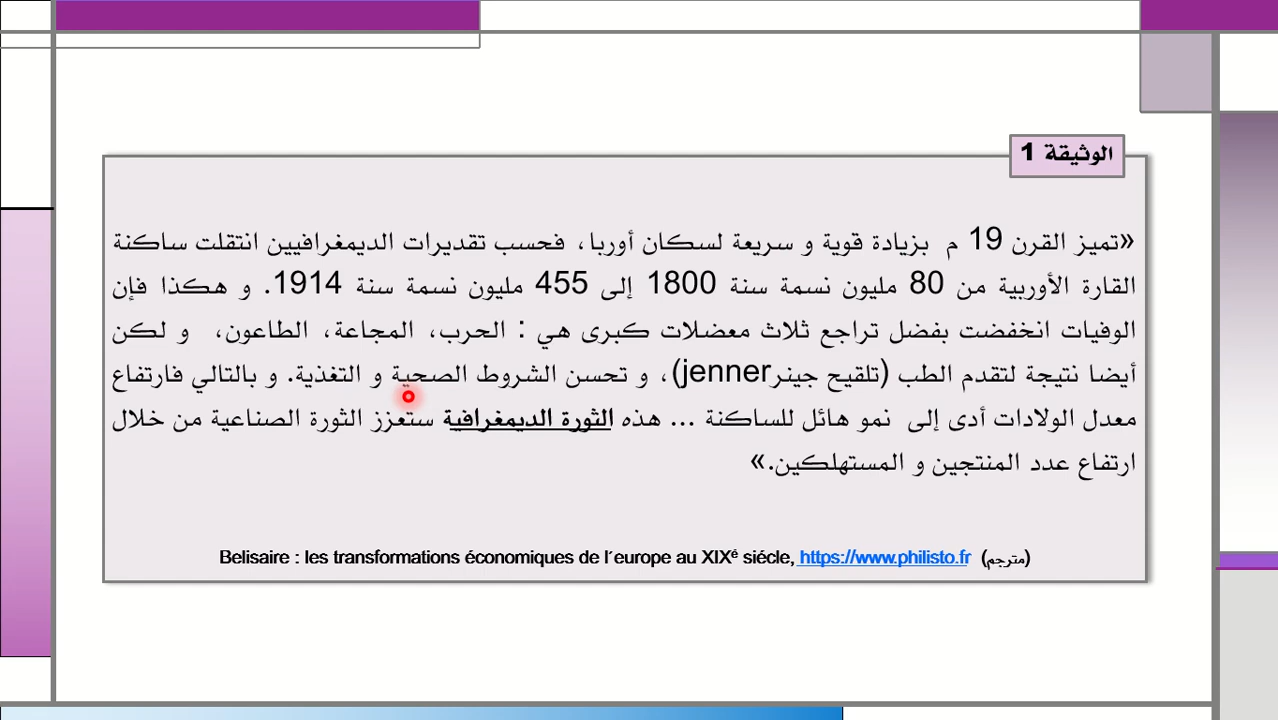 الوثيقة 1
«تميز القرن 19 م بزيادة قوية و سريعة لسكان أوربا، فحسب تقديرات الديمغرافيين انتقلت ساكنة
القارة الأوربية من 80 مليون نسمة سنة 1800 إلى 455 مليون نسمة سنة 1914. و هكذا فإن
الوفيات انخفضت بفضل تراجع ثلاث معضلات كبرى هي : الحرب، المجاعة، الطاعون، و لكن
أيضا نتيجة لتقدم الطب (تلقيح جينرjenner)، و تحسن الشروط الصحية و التغذية. و بالتالي فارتفاع
معدل الولادات أدى إلى نمو هائل للساكنة ... هذه الثورة الديمغرافية ستعزز الثورة الصناعية من خلال
ارتفاع عدد المنتجين و المستهلكين.»
Belisaire : les transformations économiques de l´europe au XIXᵉ́ siécle, https://www.philisto.fr (مترجم)